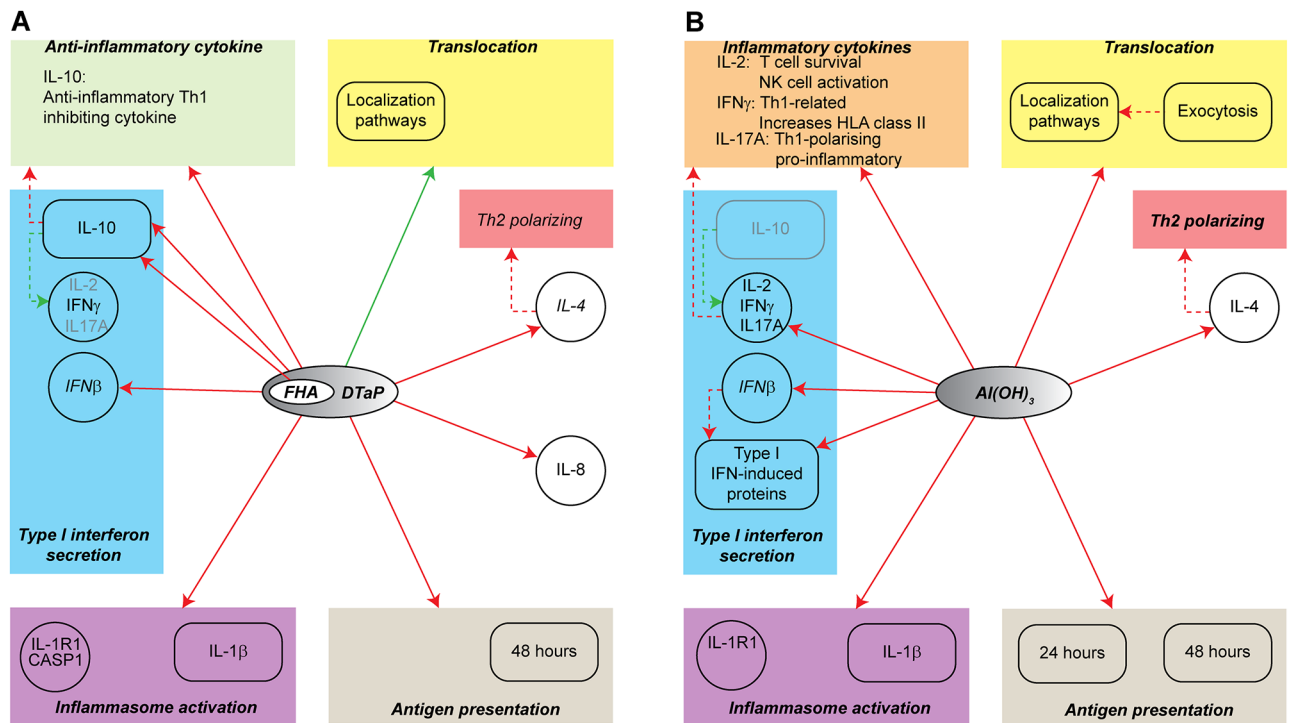 A
Anti-inflammatory cytokine
IL-10:
Anti-inflammatory Th1
inhibiting cytokine
Translocation
Localization
pathways
IL-10
IL-2
IFNγ
IL17A
IFNβ
Type I interferon
secretion
Th2 polarizing
IL-4
FHA DTaP
IL-8
IL-1R1
CASP1
IL-1β
Inflammasome activation
48 hours
Antigen presentation
B
Inflammatory cytokines
IL-2: T cell survival
NK cell activation
IFNγ: Th1-related
Increases HLA class II
IL-17A: Th1-polarising
pro-inflammatory
Translocation
Localization
pathways
Exocytosis
IL-10
IL-2
IFNγ
IL17A
IFNβ
Type I
IFN-induced
proteins
Type I interferon
secretion
Th2 polarizing
IL-4
Al(OH)₃
IL-1R1
IL-1β
Inflammasome activation
24 hours
48 hours
Antigen presentation